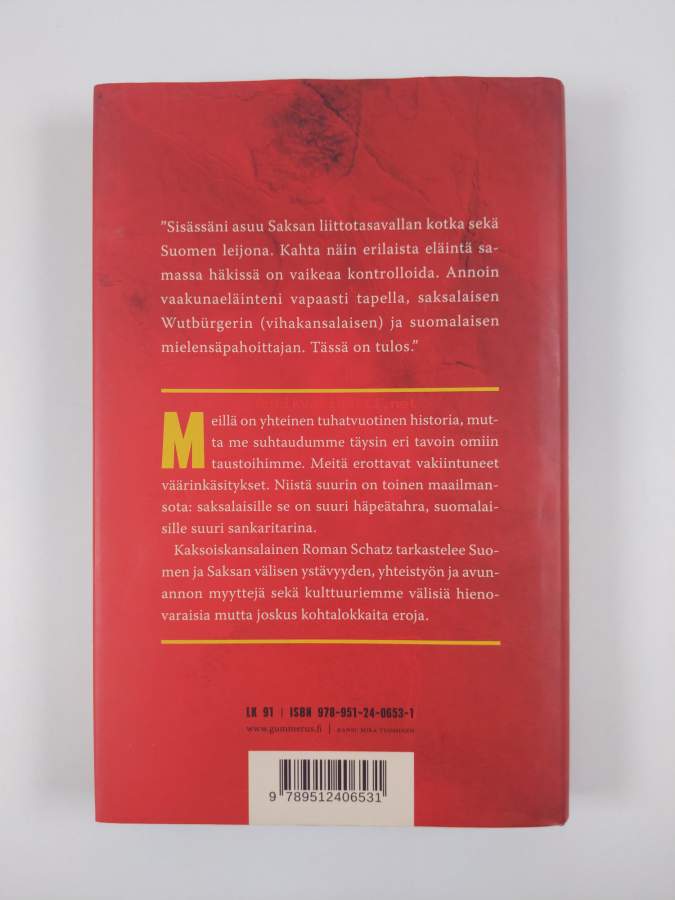 ”Sisässäni asuu Saksan liittotasavallan kotka sekä
Suomen leijona. Kahta näin erilaista eläintä sa-
massa häkissä on vaikeaa kontrolloida. Annoin
vaakunaeläinteni vapaasti tapella, saksalaisen
Wutbürgerin (vihakansalaisen) ja suomalaisen
mielensäpahoittajan. Tässä on tulos.”
Meillä on yhteinen tuhatvuotinen historia, mut-
ta me suhtaudumme täysin eri tavoin omiin
taustoihimme. Meitä erottavat vakiintuneet
väärinkäsitykset. Niistä suurin on toinen maailman-
sota: saksalaisille se on suuri häpeätahra, suomalai-
sille suuri sankaritarina.
Kaksoiskansalainen Roman Schatz tarkastelee Suo-
men ja Saksan välisen ystävyyden, yhteistyön ja avun-
annon myyttejä sekä kulttuuriemme välisiä hieno-
varaisia mutta joskus kohtalokkaita eroja.
LK 91 | ISBN 978-951-24-0653-1
www.gummerus.fi | KANSI: MIKA TUOMINEN
9 789512406531